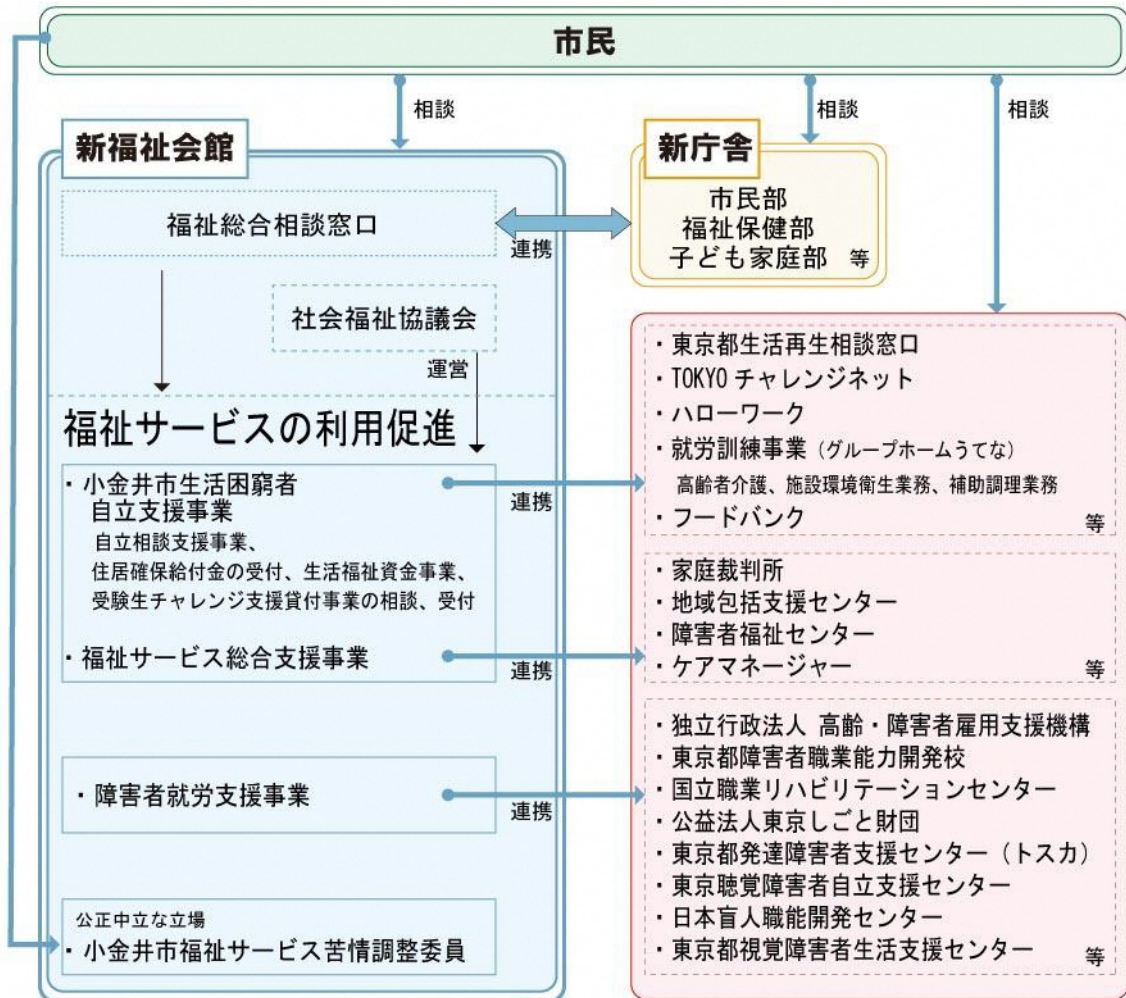 市民
相談
相談
相談
新福祉会館
福祉総合相談窓口
連携
社会福祉協議会
運営
福祉サービスの利用促進
・小金井市生活困窮者
自立支援事業
自立相談支援事業、
住居確保給付金の受付、生活福祉資金事業、
受験生チャレンジ支援貸付事業の相談、受付
連携
・福祉サービス総合支援事業
連携
・障害者就労支援事業
連携
公正中立な立場
・小金井市福祉サービス苦情調整委員
新庁舎
市民部
福祉保健部
子ども家庭部 等
・東京都生活再生相談窓口
・TOKYO チャレンジネット
・ハローワーク
・就労訓練事業（グループホームうてな）
高齢者介護、施設環境衛生業務、補助調理業務
・フードバンク 等
・家庭裁判所
・地域包括支援センター
・障害者福祉センター
・ケアマネージャー 等
・独立行政法人 高齢・障害者雇用支援機構
・東京都障害者職業能力開発校
・国立職業リハビリテーションセンター
・公益法人東京しごと財団
・東京都発達障害者支援センター（トスカ）
・東京聴覚障害者自立支援センター
・日本盲人職能開発センター
・東京都視覚障害者生活支援センター 等